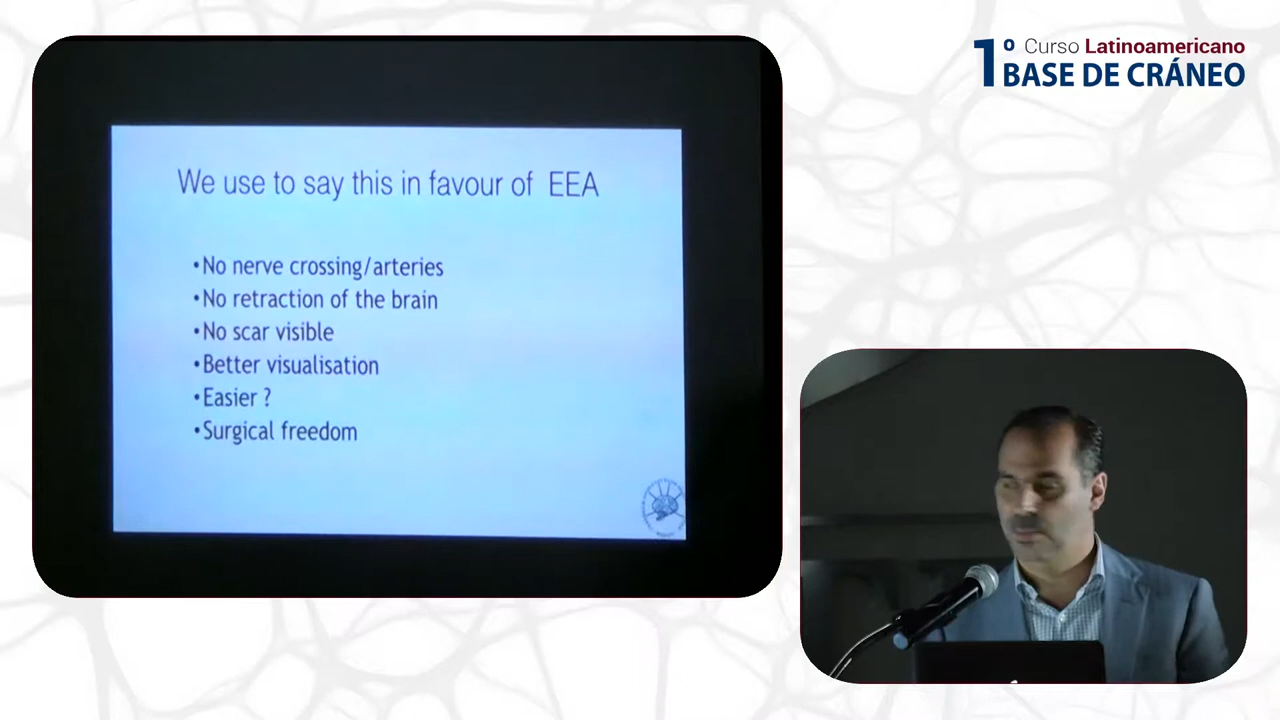 1º Curso Latinoamericano
BASE DE CRÁNEO
We use to say this in favour of EEA
•No nerve crossing/arteries
•No retraction of the brain
•No scar visible
•Better visualisation
•Easier ?
•Surgical freedom